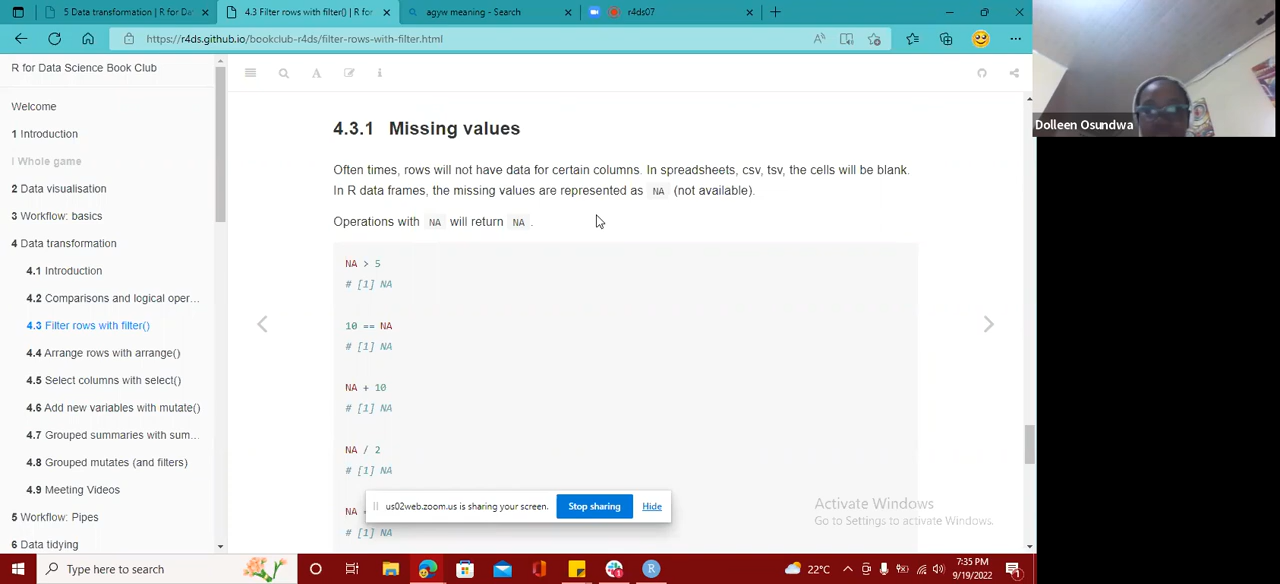 5 Data transformation | R for Da
4.3 Filter rows with filter() | R f
agyw meaning - Search
r4ds07
https://r4ds.github.io/bookclub-r4ds/filter-rows-with-filter.html
R for Data Science Book Club
Welcome
1 Introduction
I Whole game
2 Data visualisation
3 Workflow: basics
4 Data transformation
4.1 Introduction
4.2 Comparisons and logical oper...
4.3 Filter rows with filter()
4.4 Arrange rows with arrange()
4.5 Select columns with select()
4.6 Add new variables with mutate()
4.7 Grouped summaries with sum...
4.8 Grouped mutates (and filters)
4.9 Meeting Videos
5 Workflow: Pipes
6 Data tidying
4.3.1 Missing values
Often times, rows will not have data for certain columns. In spreadsheets, csv, tsv, the cells will be blank.
In R data frames, the missing values are represented as NA (not available).
Operations with NA will return NA .
NA > 5
# [1] NA
10 == NA
# [1] NA
NA + 10
# [1] NA
NA / 2
# [1] NA
NA
# [1] NA
us02web.zoom.us is sharing your screen.
Stop sharing
Hide
Activate Windows
Go to Settings to activate Windows.
Dolleen Osundwa
Type here to search
22°C
7:35 PM
9/19/2022